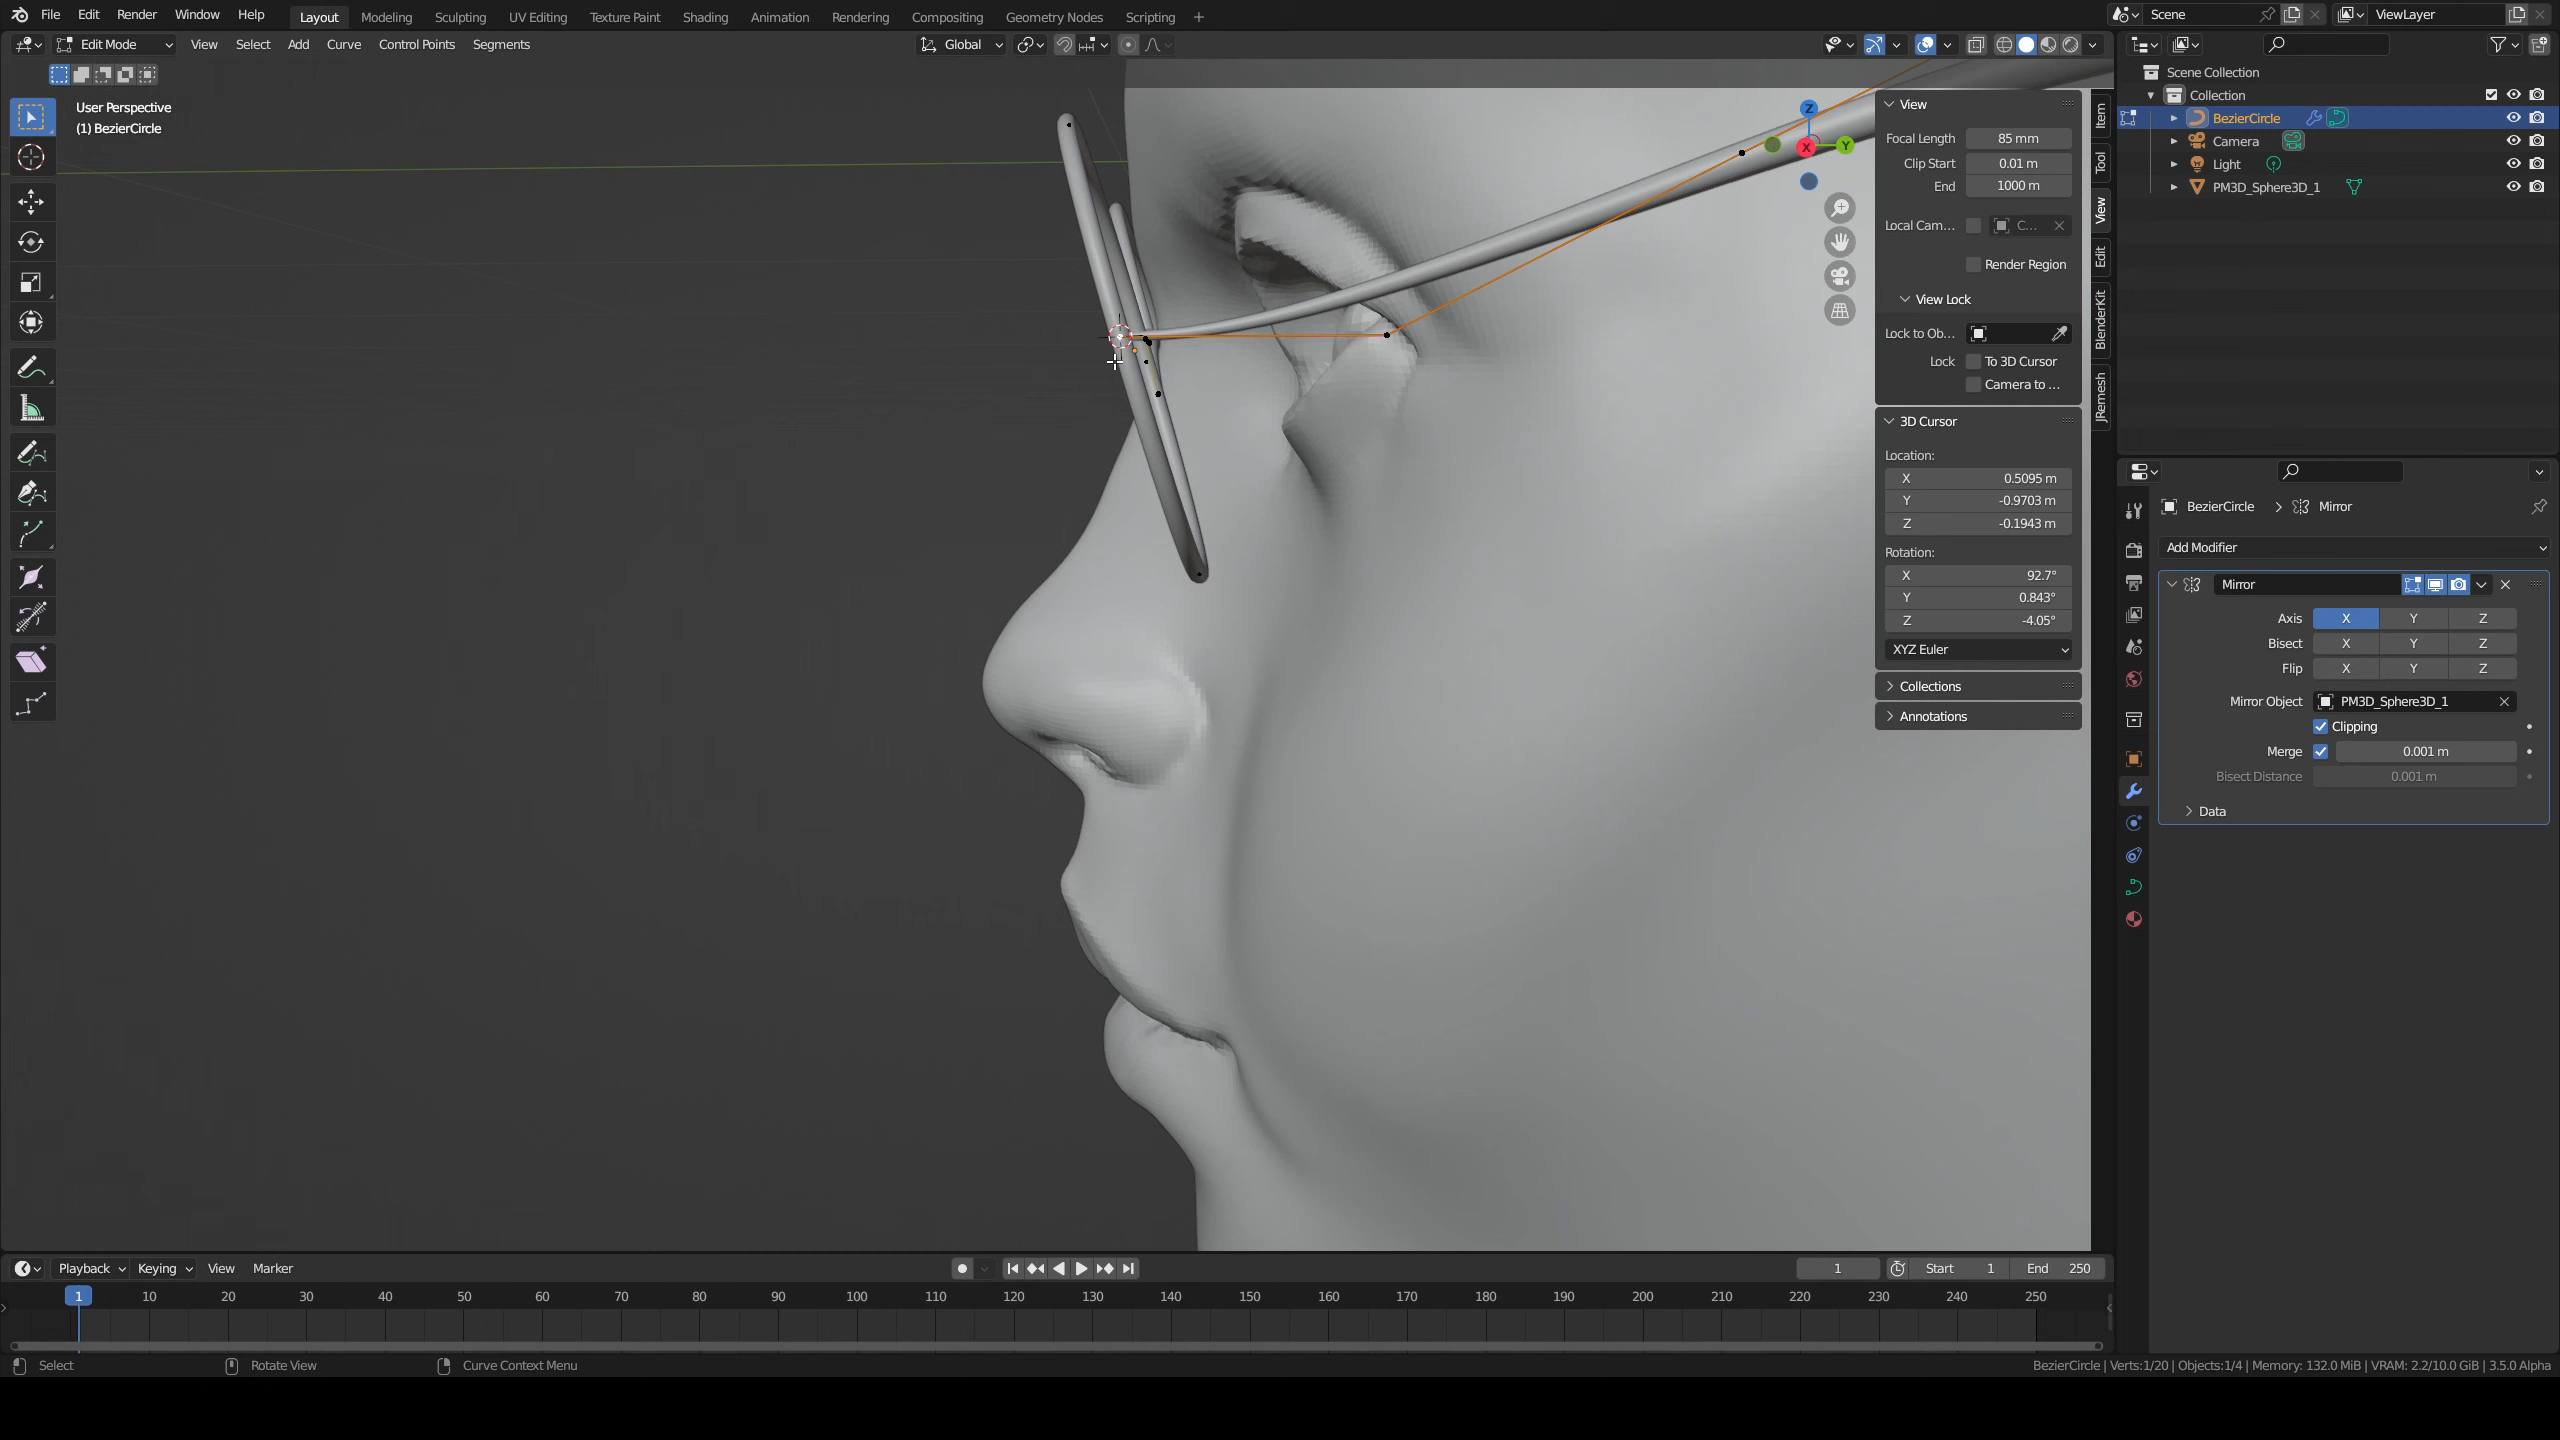 File Edit Render Window Help Layout Modeling Sculpting UV Editing Texture Paint Shading Animation Rendering Compositing Geometry Nodes Scripting + Scene ViewLayer
Edit Mode View Select Add Curve Control Points Segments Global
User Perspective
(1) BezierCircle
Z
Y
X
View
Focal Length 85 mm
Clip Start 0.01 m
End 1000 m
Local Cam... C...
Render Region
View Lock
Lock to Ob...
Lock To 3D Cursor
Camera to ...
3D Cursor
Location:
X 0.5095 m
Y -0.9703 m
Z -0.1943 m
Rotation:
X 92.7°
Y 0.843°
Z -4.05°
XYZ Euler
Collections
Annotations
Item
Tool
View
Edit
BlenderKit
JRemesh
Scene Collection
Collection
BezierCircle
Camera
Light
PM3D_Sphere3D_1
BezierCircle > Mirror
Add Modifier
Mirror
Axis X Y Z
Bisect X Y Z
Flip X Y Z
Mirror Object PM3D_Sphere3D_1
Clipping
Merge 0.001 m
Bisect Distance 0.001 m
Data
Playback Keying View Marker 1 Start 1 End 250
1 10 20 30 40 50 60 70 80 90 100 110 120 130 140 150 160 170 180 190 200 210 220 230 240 250
Select Rotate View Curve Context Menu BezierCircle | Verts:1/20 | Objects:1/4 | Memory: 132.0 MiB | VRAM: 2.2/10.0 GiB | 3.5.0 Alpha